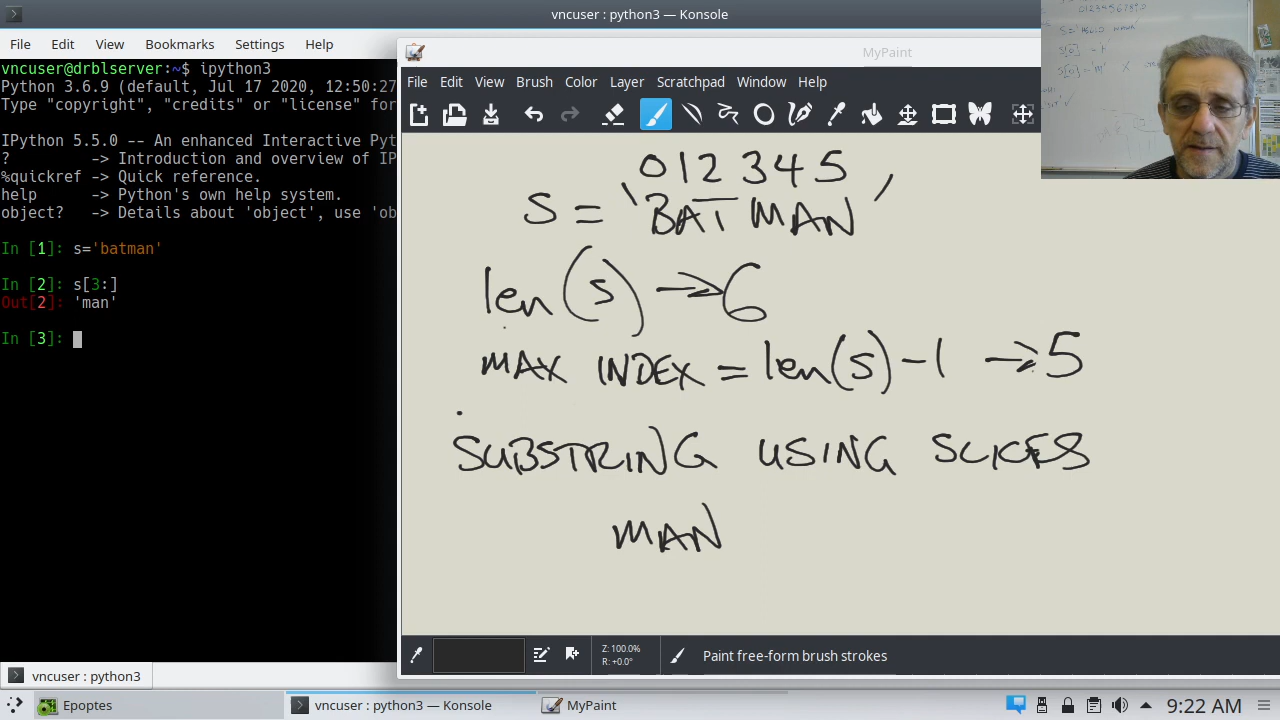 vncuser : python3 — Konsole
File Edit View Bookmarks Settings Help
vncuser@drblserver:~$ ipython3
Python 3.6.9 (default, Jul 17 2020, 12:50:27
Type "copyright", "credits" or "license" for
IPython 5.5.0 -- An enhanced Interactive Pyt
? -> Introduction and overview of IP
%quickref -> Quick reference.
help -> Python's own help system.
object? -> Details about 'object', use 'ob
In [1]: s='batman'
In [2]: s[3:]
Out[2]: 'man'
In [3]:
vncuser : python3
MyPaint
File Edit View Brush Color Layer Scratchpad Window Help
012345
s = 'BATMAN'
len(s) → 6
MAX INDEX = len(s) - 1 → 5
SUBSTRING USING SLICES
MAN
Z: 100.0%
R: +0.0°
Paint free-form brush strokes
Epoptes
vncuser : python3 — Konsole
MyPaint
9:22 AM